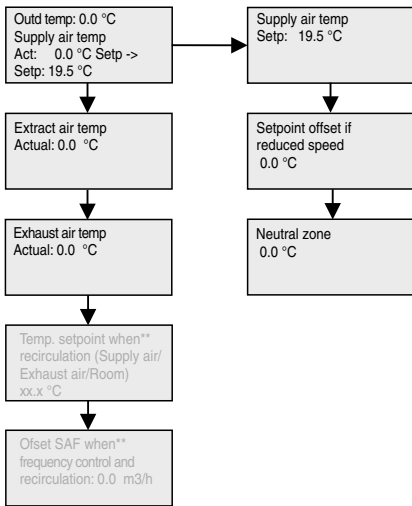 Outd temp: 0.0 °C
Supply air temp
Act: 0.0 °C Setp ->
Setp: 19.5 °C
Supply air temp
Setp: 19.5 °C
Extract air temp
Actual: 0.0 °C
Setpoint offset if
reduced speed
0.0 °C
Exhaust air temp
Actual: 0.0 °C
Neutral zone
0.0 °C
Temp. setpoint when**
recirculation (Supply air/
Exhaust air/Room)
xx.x °C
Ofset SAF when**
frequency control and
recirculation: 0.0 m3/h